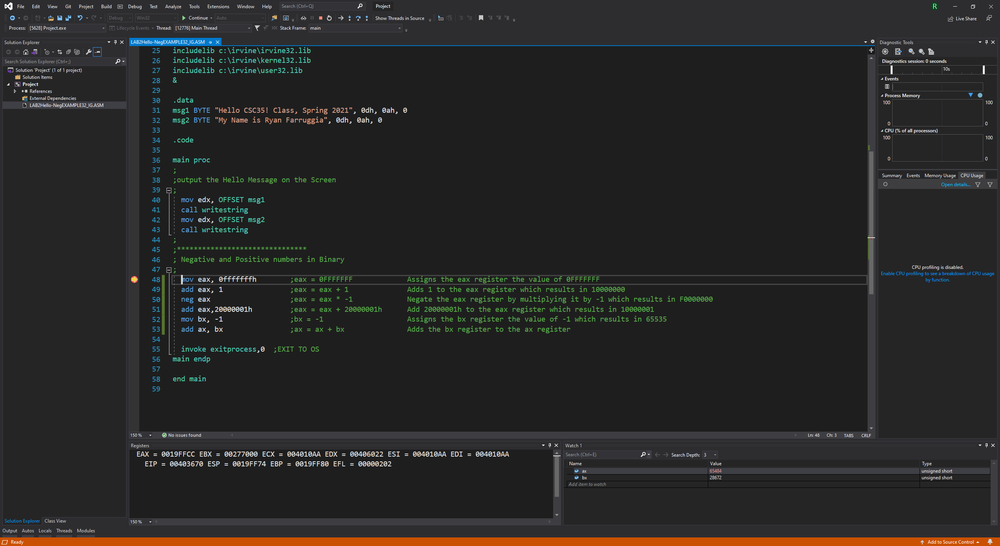 File Edit View Git Project Build Debug Test Analyze Tools Extensions Window Help Search (Ctrl+Q) Project R
Debug Win32 Continue Auto Show Threads in Source Live Share
Process: [5628] Project.exe Lifecycle Events Thread: [12776] Main Thread Stack Frame: main
Solution Explorer
Search Solution Explorer (Ctrl+;)
Solution 'Project' (1 of 1 project)
Solution Items
Project
References
External Dependencies
LAB2Hello-NegEXAMPLE32_IG.ASM
Solution Explorer Class View
LAB2Hello-NegEXAMPLE32_IG.ASM
25 includelib c:\irvine\irvine32.lib
26 includelib c:\irvine\kernel32.lib
27 includelib c:\irvine\user32.lib
28 &
29
30 .data
31 msg1 BYTE "Hello CSC35! Class, Spring 2021", 0dh, 0ah, 0
32 msg2 BYTE "My Name is Ryan Farruggia", 0dh, 0ah, 0
33
34 .code
35
36 main proc
37 ;
38 ;output the Hello Message on the Screen
39 ;
40 mov edx, OFFSET msg1
41 call writestring
42 mov edx, OFFSET msg2
43 call writestring
44 ;
45 ;*******************************
46 ; Negative and Positive numbers in Binary
47 ;
48 mov eax, 0fffffffh ;eax = 0FFFFFFF Assigns the eax register the value of 0FFFFFFF
49 add eax, 1 ;eax = eax + 1 Adds 1 to the eax register which results in 10000000
50 neg eax ;eax = eax * -1 Negate the eax register by multiplying it by -1 which results in F0000000
51 add eax,20000001h ;eax = eax + 20000001h Add 20000001h to the eax register which results in 10000001
52 mov bx, -1 ;bx = -1 Assigns the bx register the value of -1 which results in 65535
53 add ax, bx ;ax = ax + bx Adds the bx register to the ax register
54
55 invoke exitprocess,0 ;EXIT TO OS
56 main endp
57
58 end main
59
150 % No issues found Ln: 48 Ch: 3 TABS CRLF
Registers
EAX = 0019FFCC EBX = 00277000 ECX = 004010AA EDX = 00406022 ESI = 004010AA EDI = 004010AA
EIP = 00403670 ESP = 0019FF74 EBP = 0019FF80 EFL = 00000202
150 %
Watch 1
Search (Ctrl+E) Search Depth: 3
Name Value Type
ax 65484 unsigned short
bx 28672 unsigned short
Add item to watch
Diagnostic Tools
Diagnostics session: 0 seconds
10s
Events
Process Memory
100 100
0 0
CPU (% of all processors)
100 100
0 0
Summary Events Memory Usage CPU Usage
Open details...
CPU profiling is disabled.
Enable CPU profiling to see a breakdown of CPU usage
by function.
Output Autos Locals Threads Modules
Ready Add to Source Control